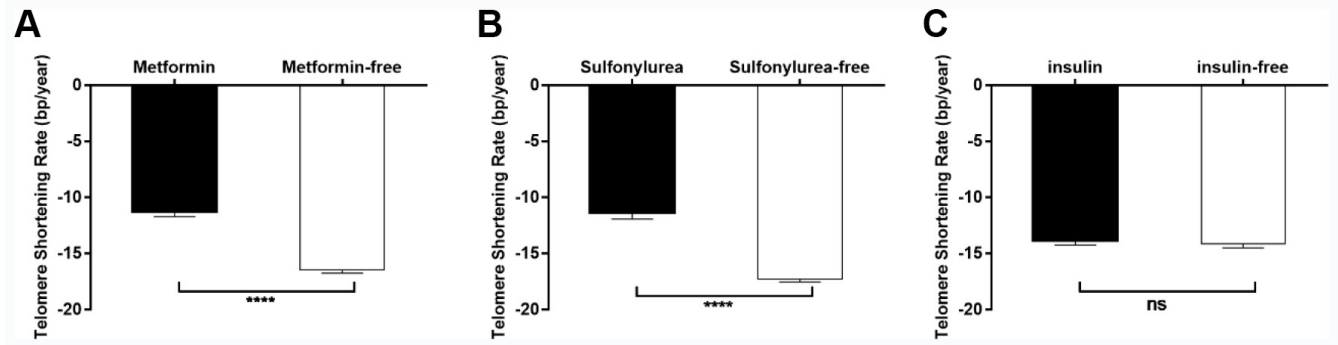 A
Telomere Shortening Rate (bp/year)
Metformin Metformin-free
0
-5
-10
-15
-20
****
B
Telomere Shortening Rate (bp/year)
Sulfonylurea Sulfonylurea-free
0
-5
-10
-15
-20
****
C
Telomere Shortening Rate (bp/year)
insulin insulin-free
0
-5
-10
-15
-20
ns